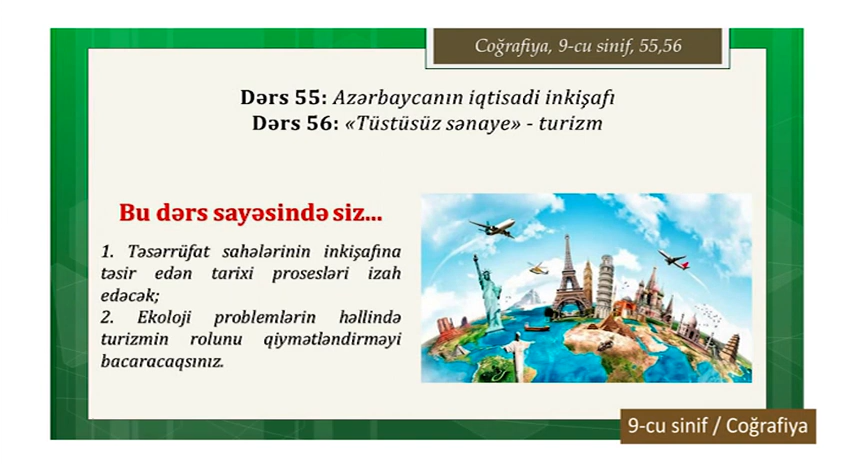 Coğrafiya, 9-cu sinif, 55,56
Dərs 55: Azərbaycanın iqtisadi inkişafı
Dərs 56: «Tüstüsüz sənaye» - turizm
Bu dərs sayəsində siz...
1. Təsərrüfat sahələrinin inkişafına
təsir edən tarixi prosesləri izah
edəcək;
2. Ekoloji problemlərin həllində
turizmin rolunu qiymətləndirməyi
bacaracaqsınız.
9-cu sinif / Coğrafiya